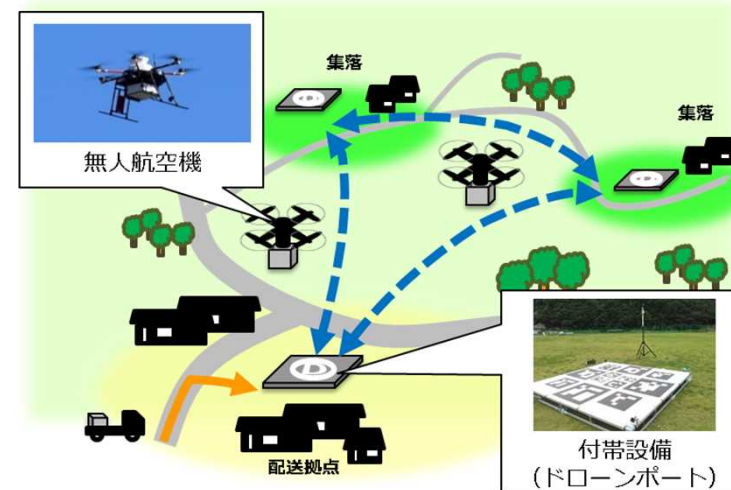 集落
集落
無人航空機
配送拠点
付帯設備
(ドローンポート)